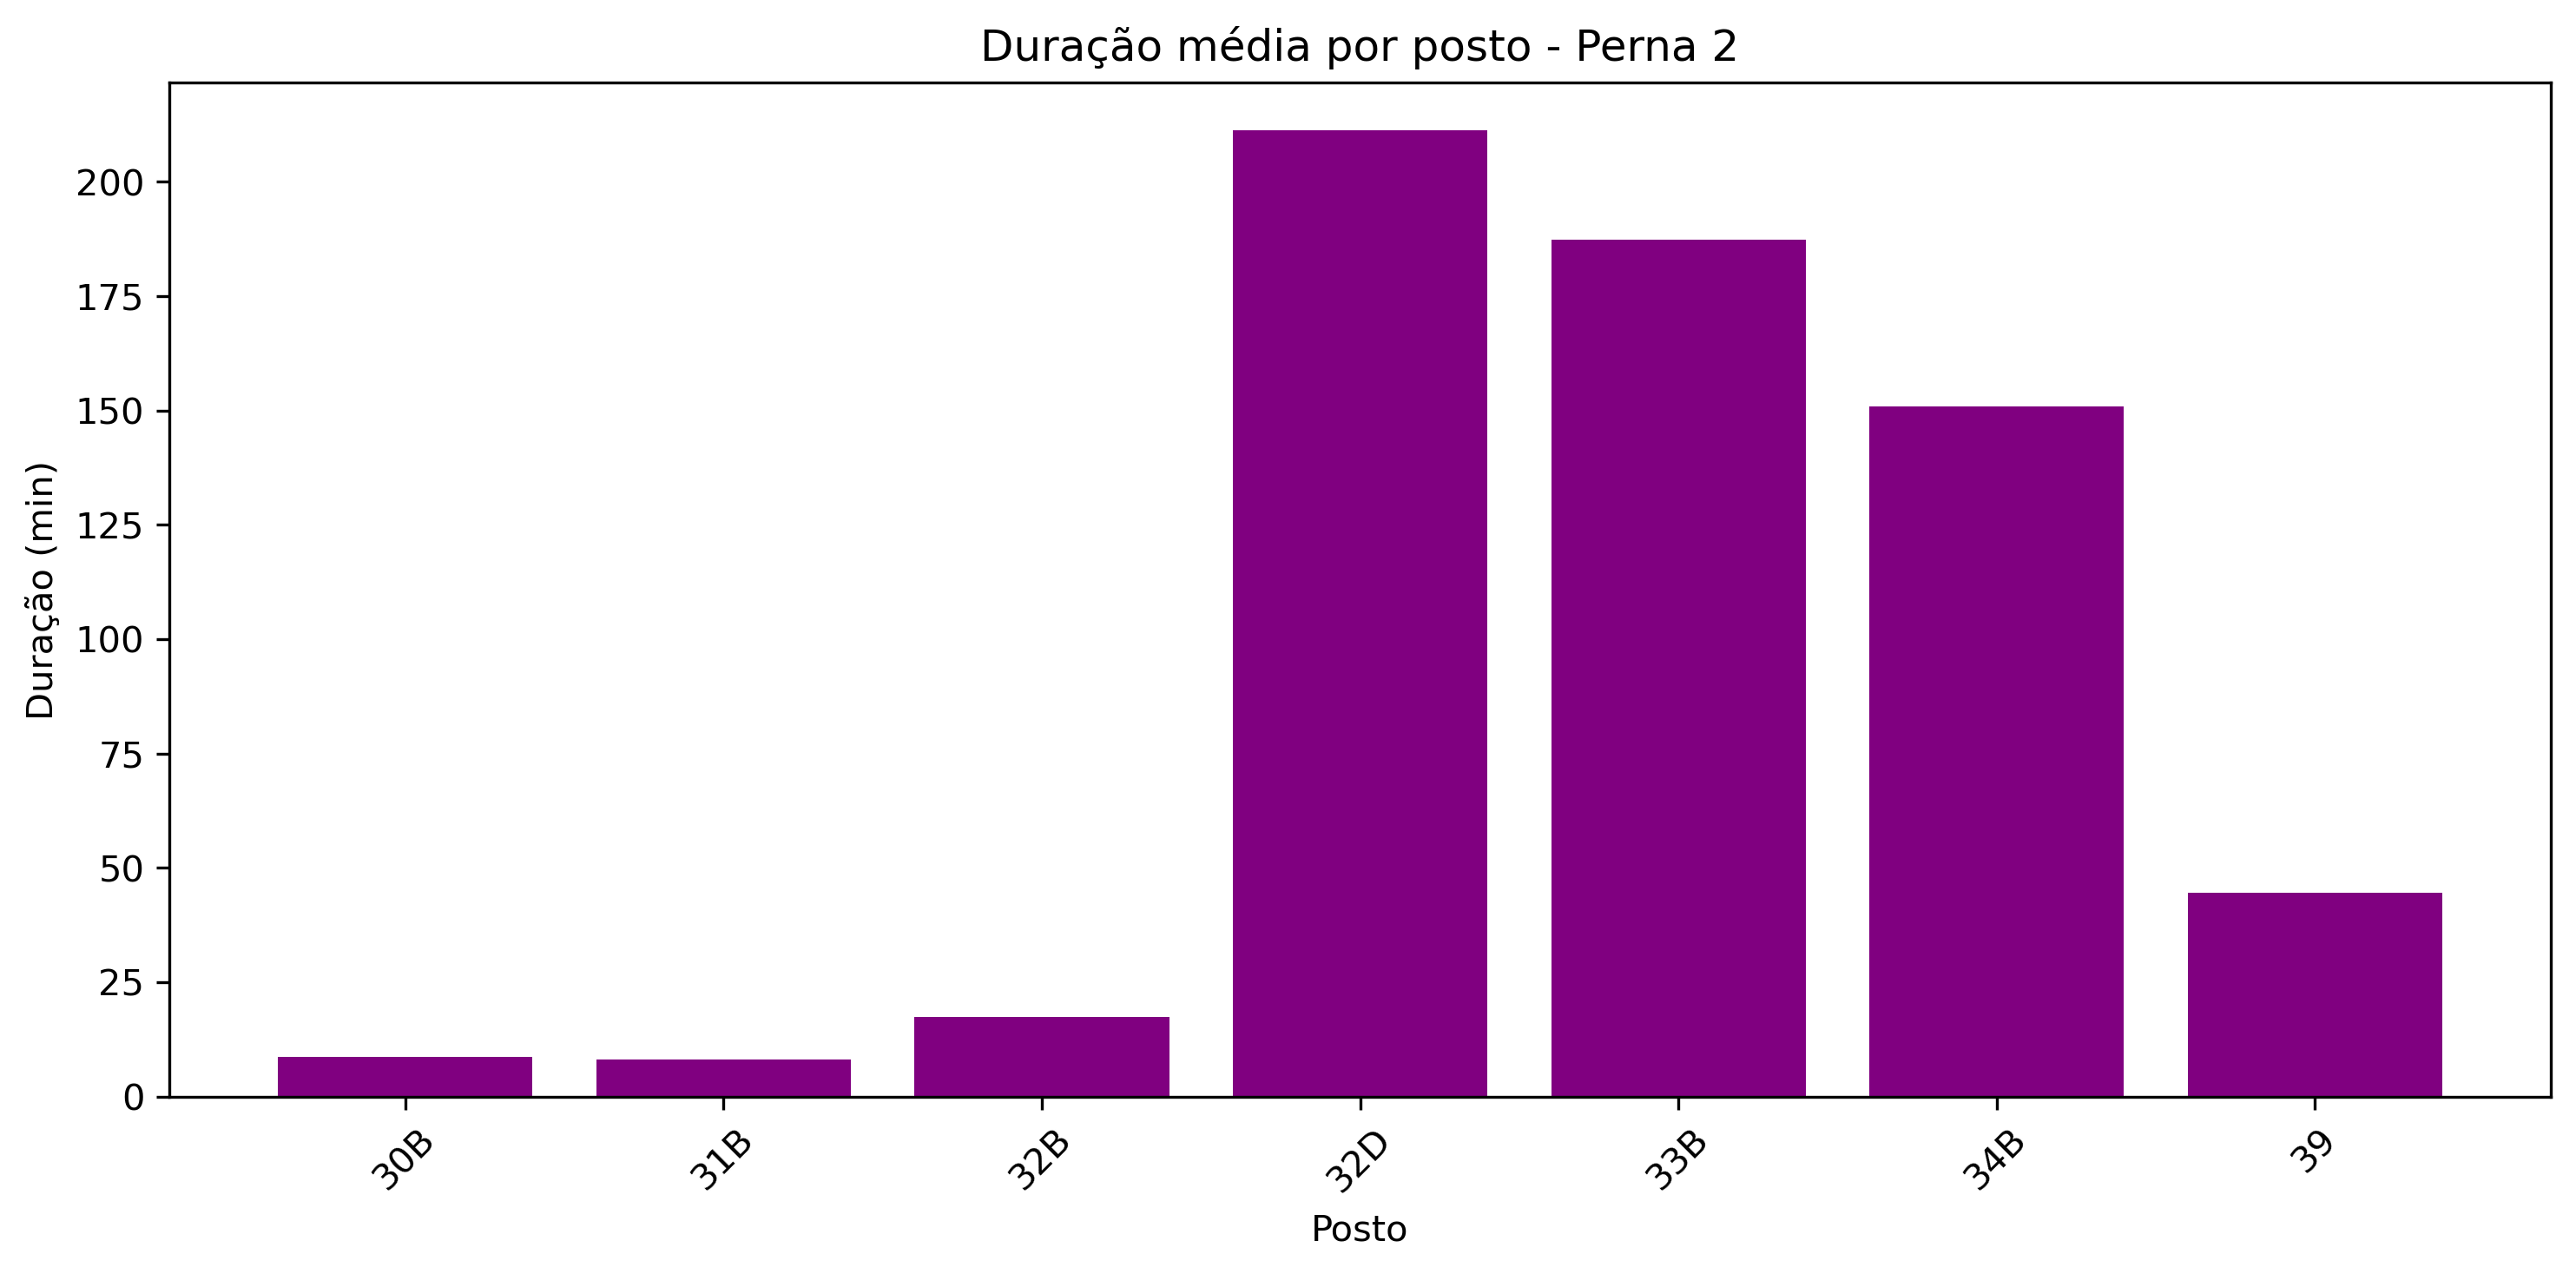 Duração média por posto - Perna 2
Duração (min)
200
175
150
125
100
75
50
25
0
30B
31B
32B
32D
33B
34B
39
Posto